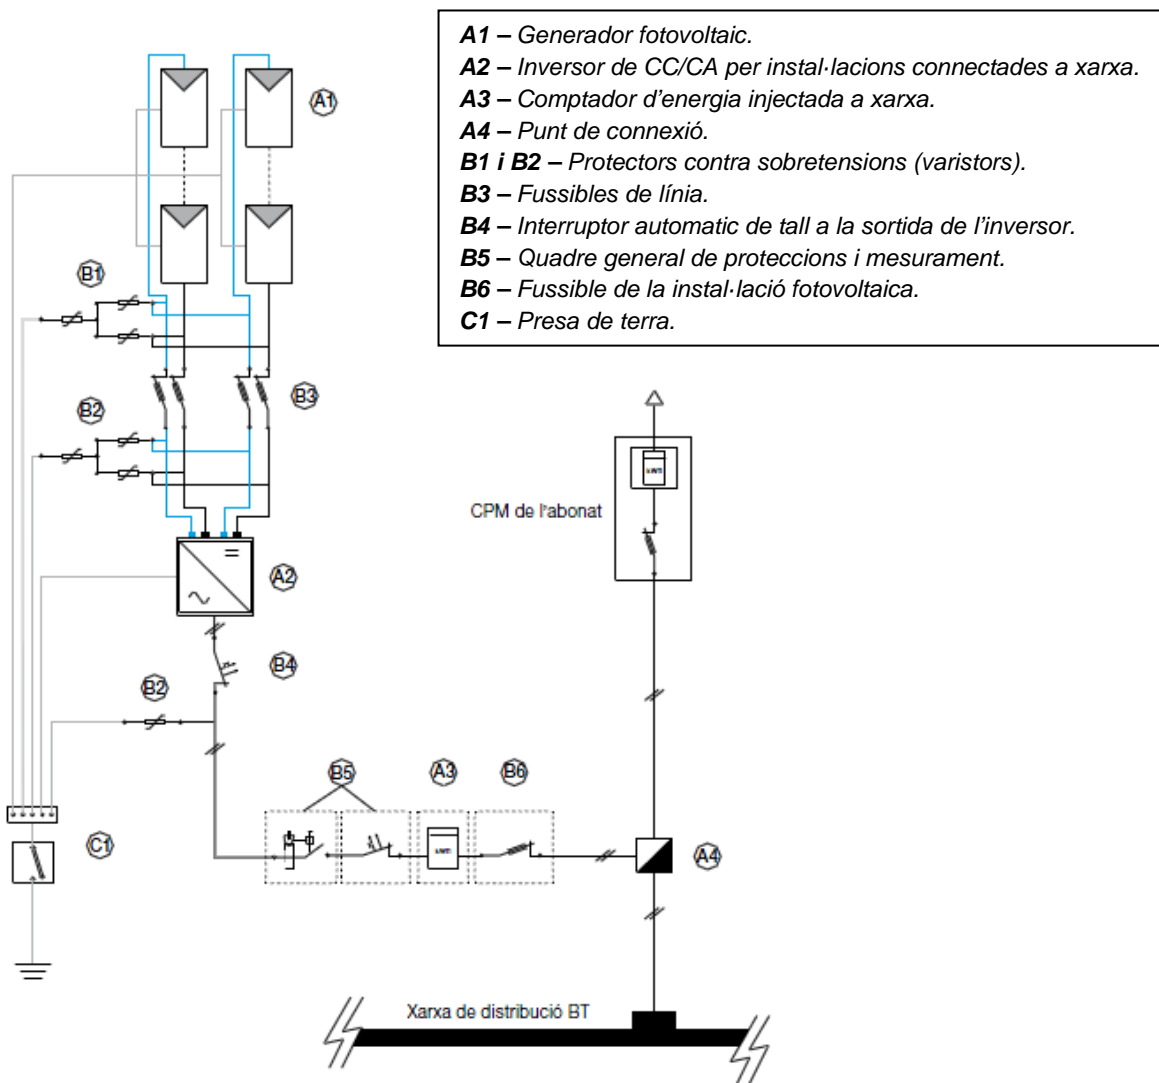 A1 – Generador fotovoltaic.
A2 – Inversor de CC/CA per instal·lacions connectades a xarxa.
A3 – Comptador d'energia injectada a xarxa.
A4 – Punt de connexió.
B1 i B2 – Protectors contra sobretensions (varistors).
B3 – Fussibles de línia.
B4 – Interruptor automatic de tall a la sortida de l'inversor.
B5 – Quadre general de proteccions i mesurament.
B6 – Fussible de la instal·lació fotovoltaica.
C1 – Presa de terra.
A1
B1
B3
B2
CPM de l'abonat
A2
B4
B2
B5
A3
B6
C1
A4
Xarxa de distribució BT